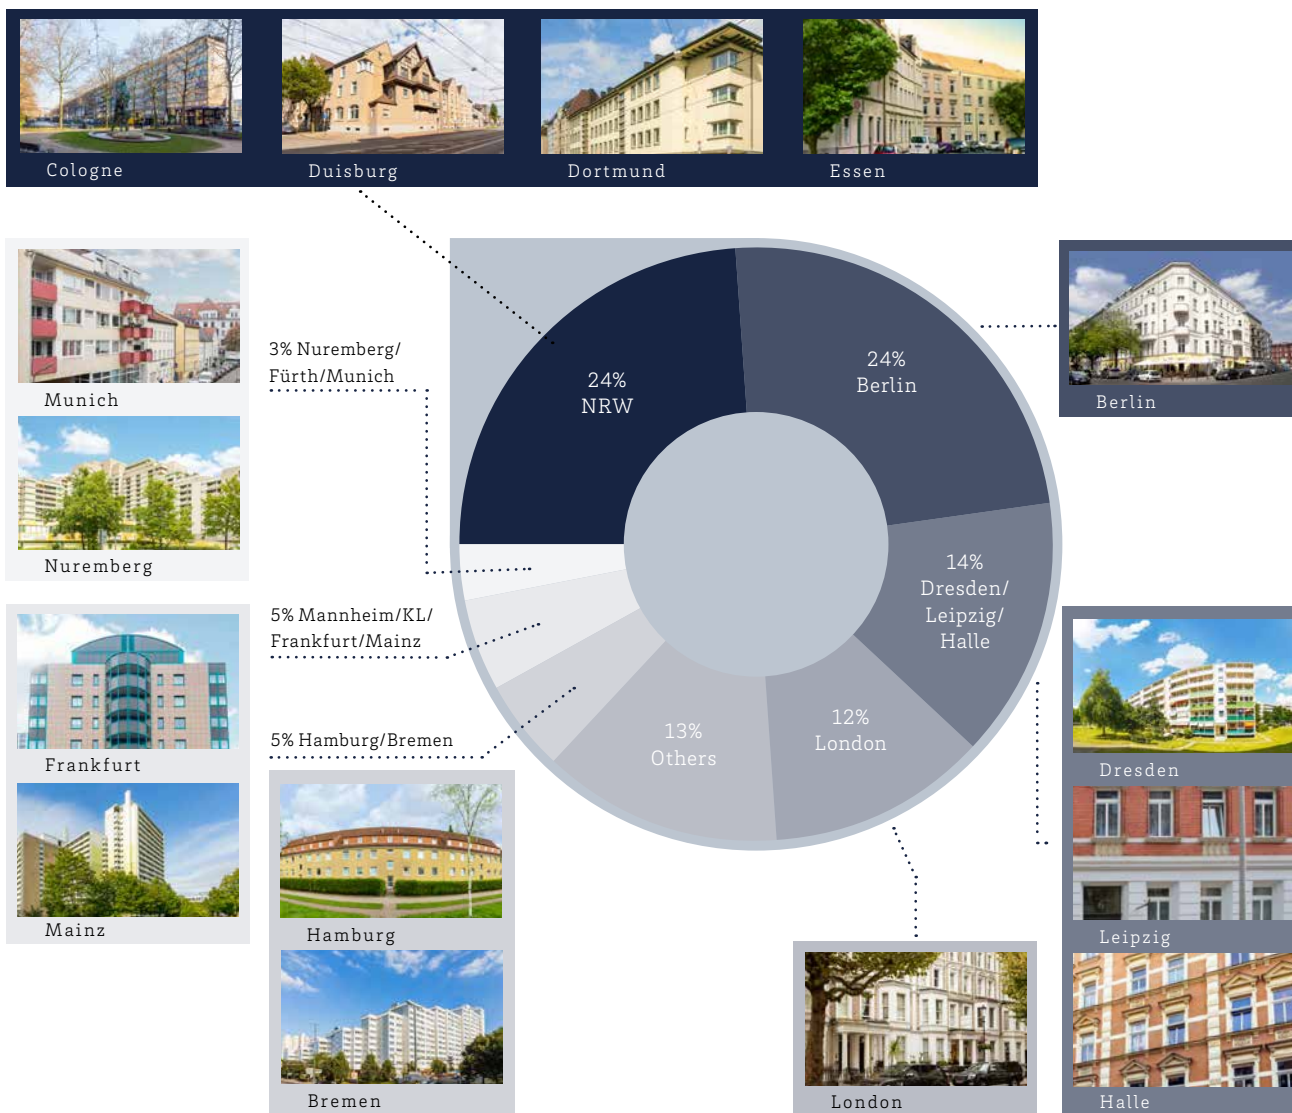 Cologne
Duisburg
Dortmund
Essen
Munich
Nuremberg
3% Nuremberg/
Fürth/Munich
24%
NRW
24%
Berlin
Berlin
14%
Dresden/
Leipzig/
Halle
12%
London
13%
Others
5% Mannheim/KL/
Frankfurt/Mainz
5% Hamburg/Bremen
Frankfurt
Mainz
Hamburg
Bremen
London
Dresden
Leipzig
Halle